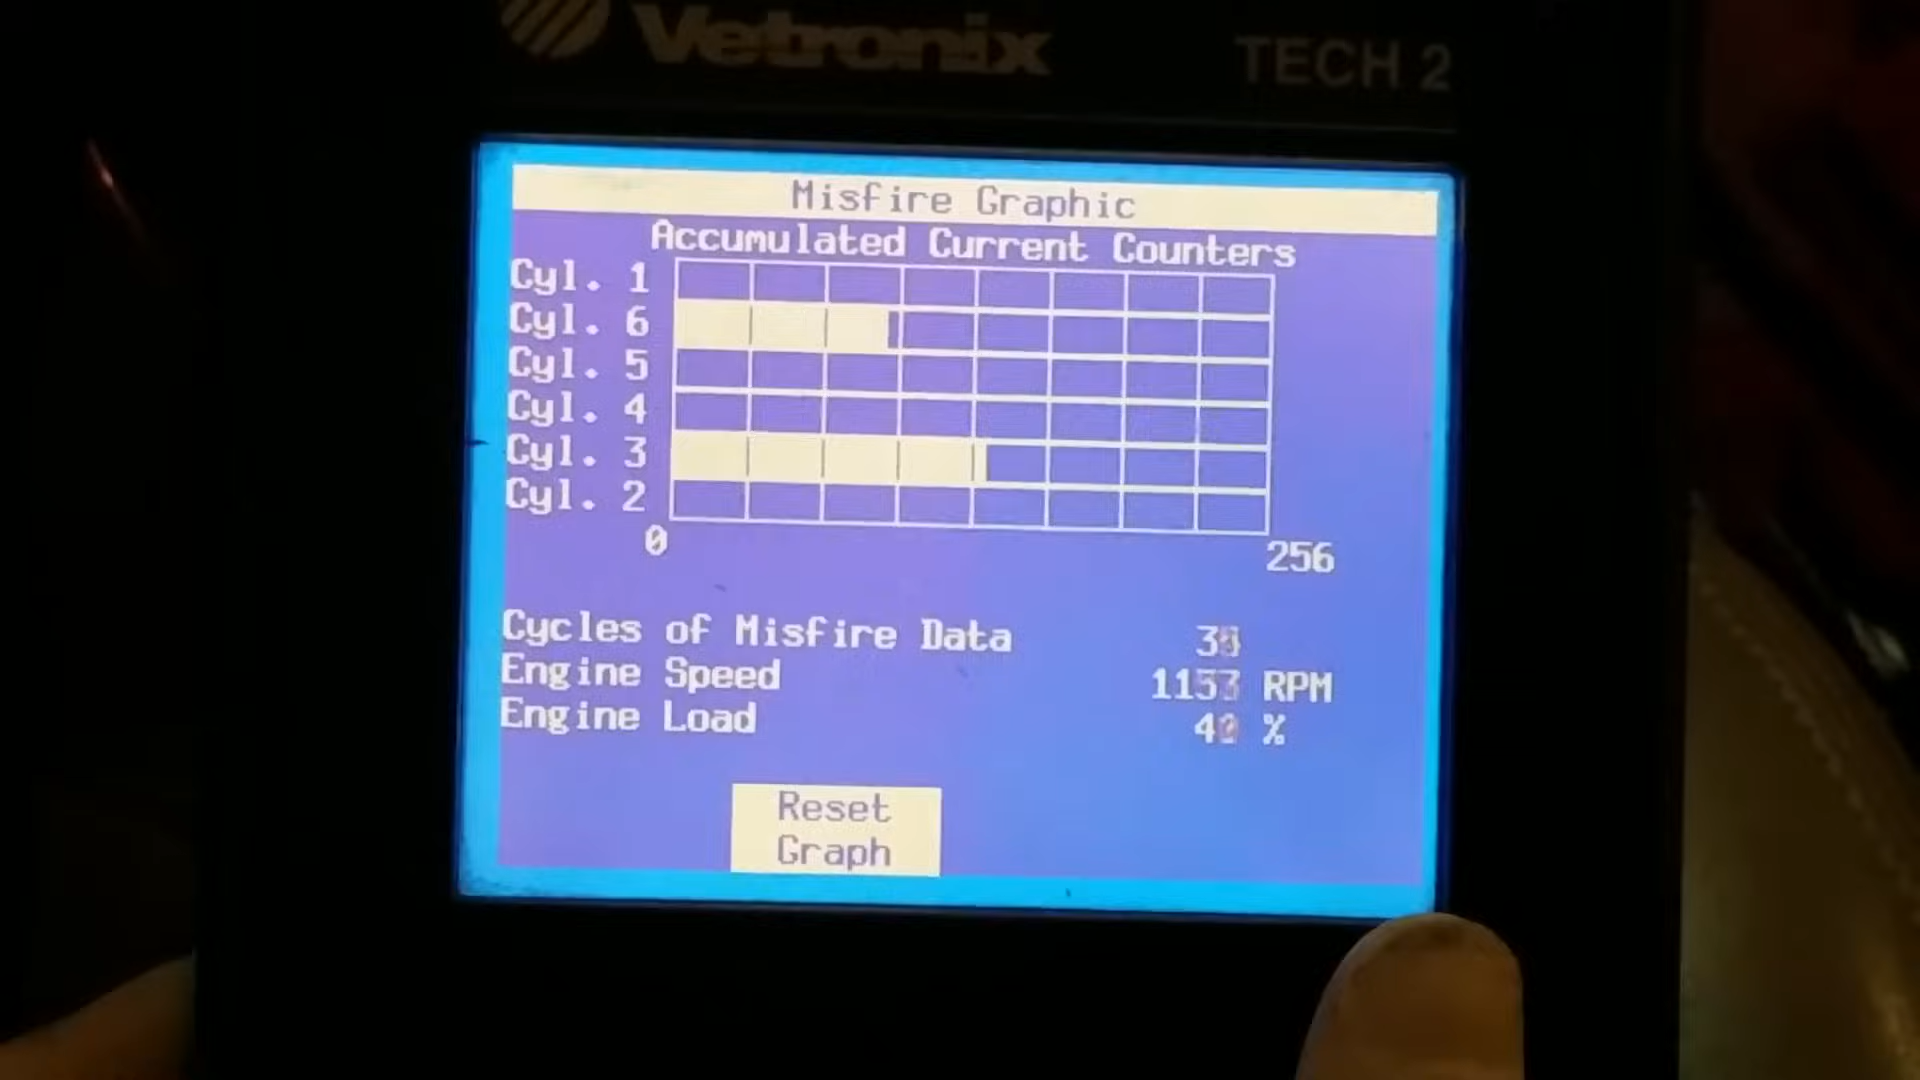 Vetronix TECH 2
Misfire Graphic
Accumulated Current Counters
Cyl. 1
Cyl. 6
Cyl. 5
Cyl. 4
Cyl. 3
Cyl. 2
0 256
Cycles of Misfire Data
Engine Speed RPM
Engine Load %
Reset
Graph